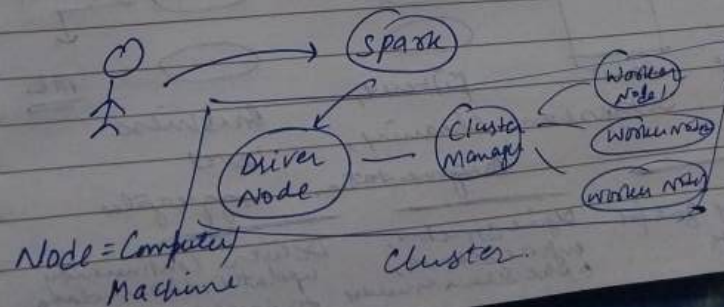 Spark
Driver
Node
Cluster
Manager
Worker
Node 1
Worker Node
Worker Node
Node = Computer/
Machine
Cluster.